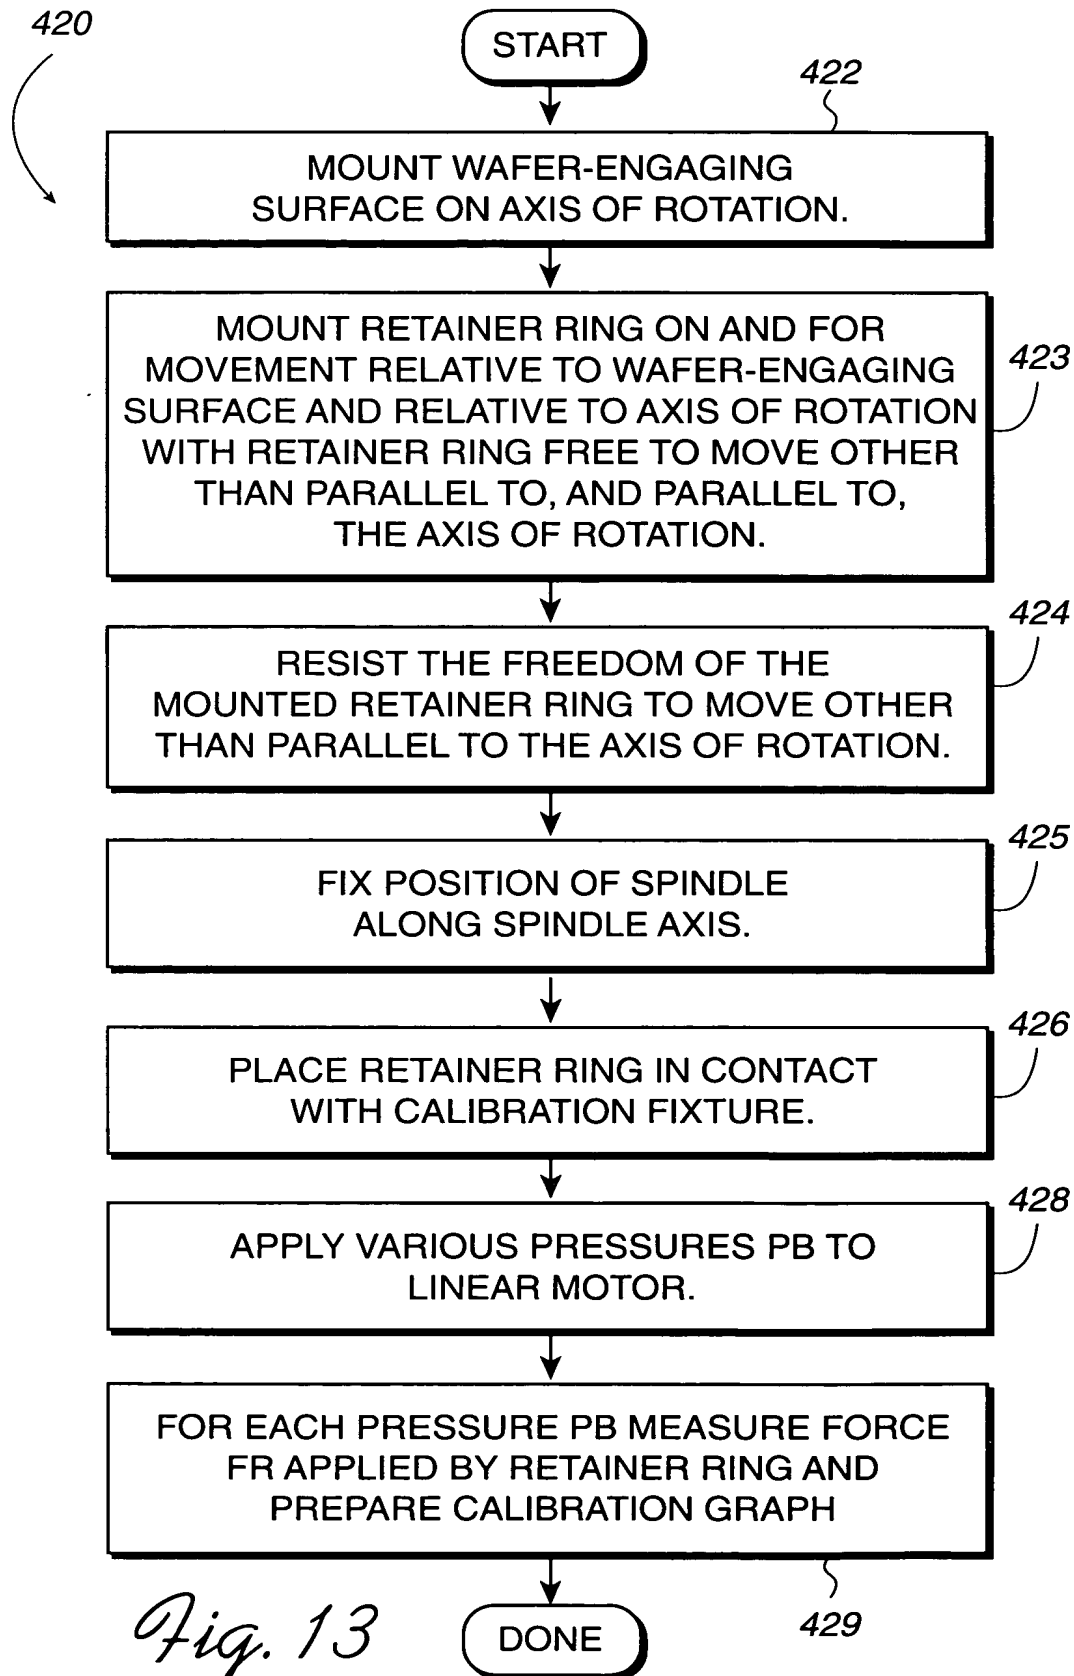 420
START
422
MOUNT WAFER-ENGAGING
SURFACE ON AXIS OF ROTATION.
MOUNT RETAINER RING ON AND FOR
MOVEMENT RELATIVE TO WAFER-ENGAGING
SURFACE AND RELATIVE TO AXIS OF ROTATION
WITH RETAINER RING FREE TO MOVE OTHER
THAN PARALLEL TO, AND PARALLEL TO,
THE AXIS OF ROTATION.
423
RESIST THE FREEDOM OF THE
MOUNTED RETAINER RING TO MOVE OTHER
THAN PARALLEL TO THE AXIS OF ROTATION.
424
FIX POSITION OF SPINDLE
ALONG SPINDLE AXIS.
425
PLACE RETAINER RING IN CONTACT
WITH CALIBRATION FIXTURE.
426
APPLY VARIOUS PRESSURES PB TO
LINEAR MOTOR.
428
FOR EACH PRESSURE PB MEASURE FORCE
FR APPLIED BY RETAINER RING AND
PREPARE CALIBRATION GRAPH
429
DONE
Fig. 13